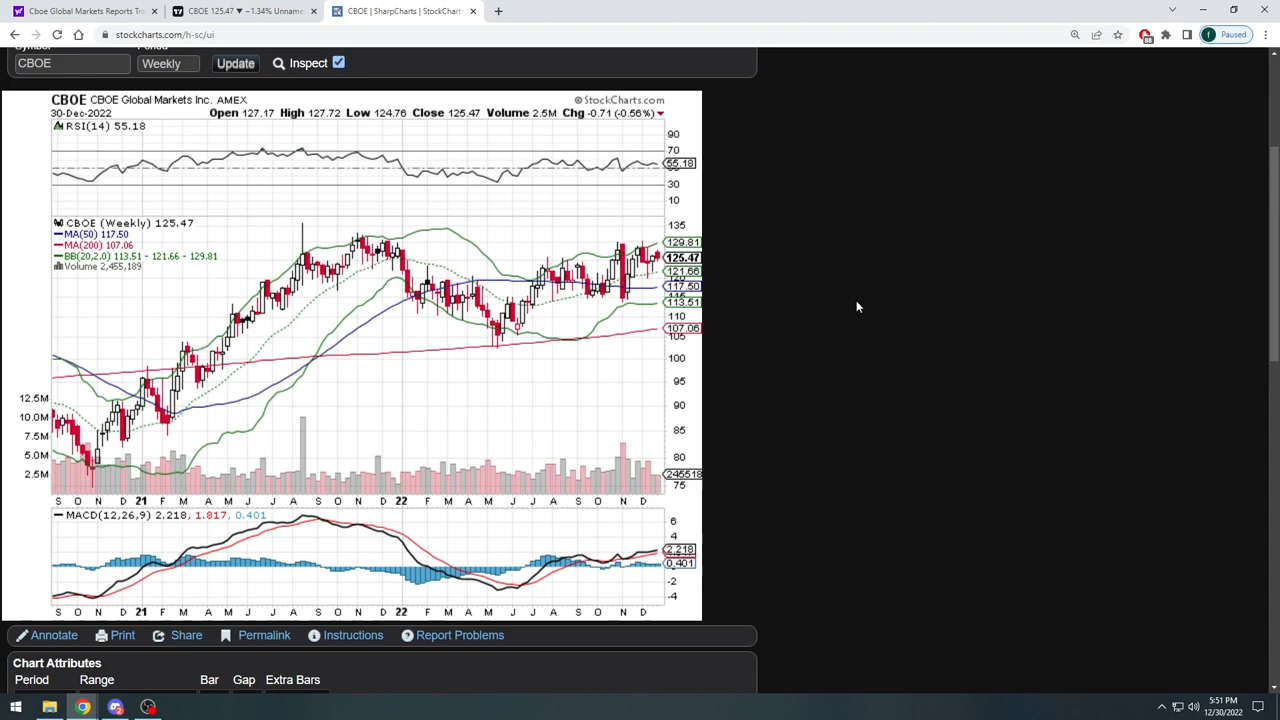 Cboe Global Markets Reports Tra
CBOE 125.47 ▼ −1.34% Unname
CBOE | SharpCharts | StockChart
stockcharts.com/h-sc/ui
Paused
CBOE
Weekly
Update
Inspect
CBOE CBOE Global Markets Inc. AMEX
© StockCharts.com
30-Dec-2022
Open 127.17 High 127.72 Low 124.76 Close 125.47 Volume 2.5M Chg -0.71 (-0.56%)
RSI(14) 55.18
90
70
55.18
30
10
CBOE (Weekly) 125.47
MA(50) 117.50
MA(200) 107.06
BB(20,2.0) 113.51 - 121.66 - 129.81
Volume 2,455,189
135
129.81
125.47
121.66
117.50
113.51
110
107.06
105
100
95
90
85
80
75
12.5M
10.0M
7.5M
5.0M
2.5M
245518
S O N D 21 F M A M J J A S O N D 22 F M A M J J A S O N D
MACD(12,26,9) 2.218, 1.817, 0.401
6
4
2.218
0.401
-2
-4
S O N D 21 F M A M J J A S O N D 22 F M A M J J A S O N D
Annotate Print Share Permalink Instructions Report Problems
Chart Attributes
Period Range Bar Gap Extra Bars
5:51 PM
12/30/2022